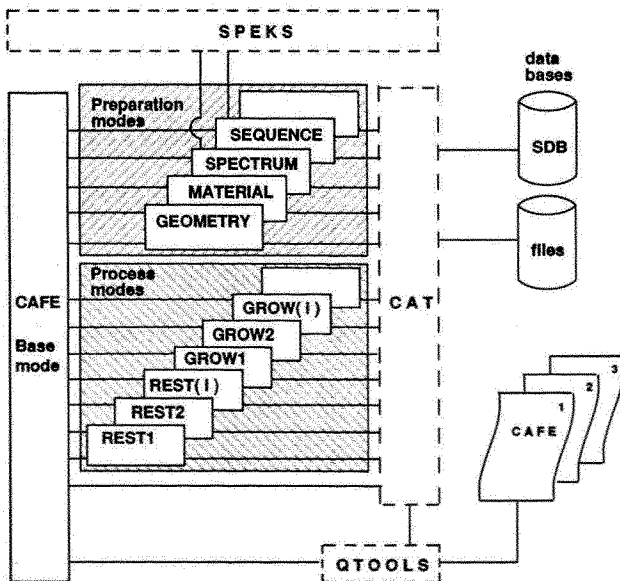 SPEKS
data
bases
Preparation
modes
SEQUENCE
SDB
SPECTRUM
MATERIAL
GEOMETRY
files
Process
modes
CAFE
Base
mode
CAT
GROW(I)
GROW2
GROW1
REST(I)
REST2
REST1
3
2
1
CAFE
QTOOLS